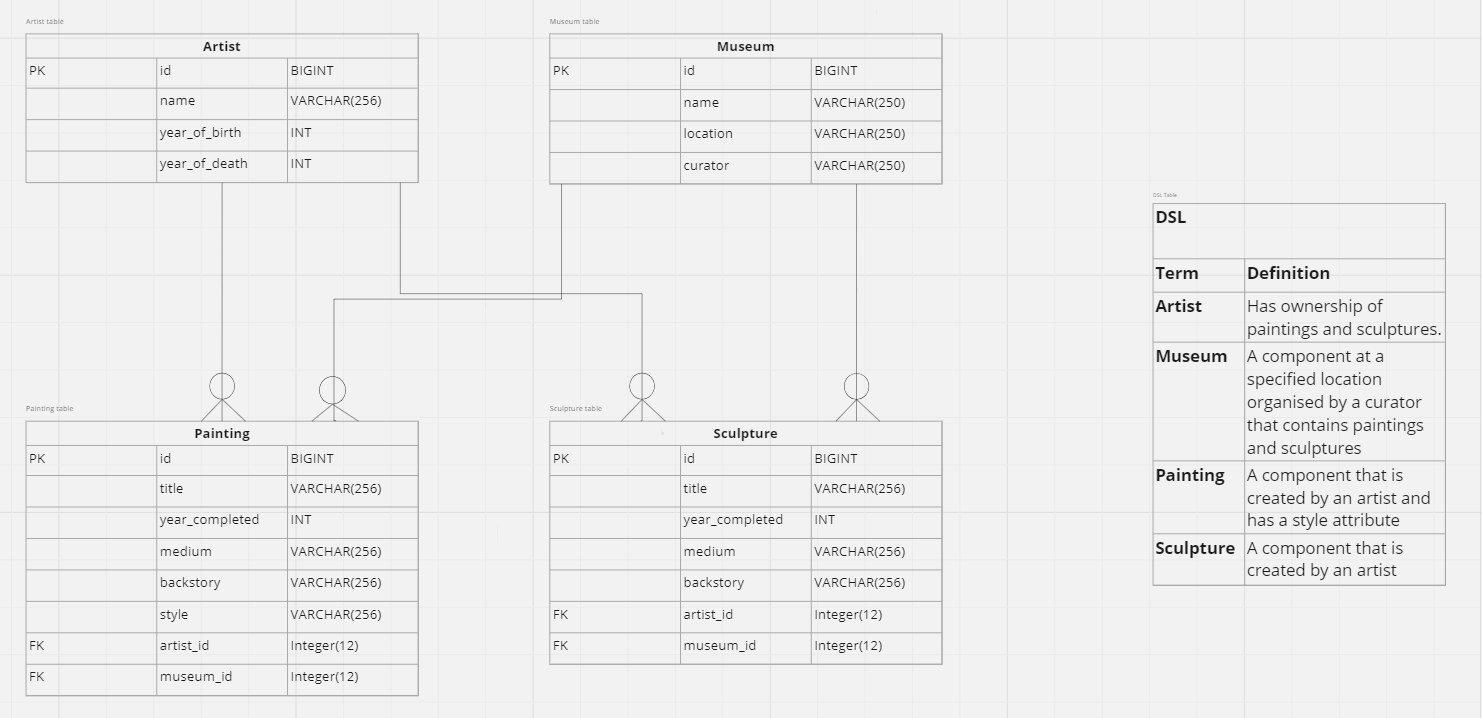 Artist table
Artist
PK id BIGINT
name VARCHAR(256)
year_of_birth INT
year_of_death INT
Museum table
Museum
PK id BIGINT
name VARCHAR(250)
location VARCHAR(250)
curator VARCHAR(250)
Painting table
Painting
PK id BIGINT
title VARCHAR(256)
year_completed INT
medium VARCHAR(256)
backstory VARCHAR(256)
style VARCHAR(256)
FK artist_id Integer(12)
FK museum_id Integer(12)
Sculpture table
Sculpture
PK id BIGINT
title VARCHAR(256)
year_completed INT
medium VARCHAR(256)
backstory VARCHAR(256)
FK artist_id Integer(12)
FK museum_id Integer(12)
DSL Table
DSL
Term Definition
Artist Has ownership of
paintings and sculptures.
Museum A component at a
specified location
organised by a curator
that contains paintings
and sculptures
Painting A component that is
created by an artist and
has a style attribute
Sculpture A component that is
created by an artist